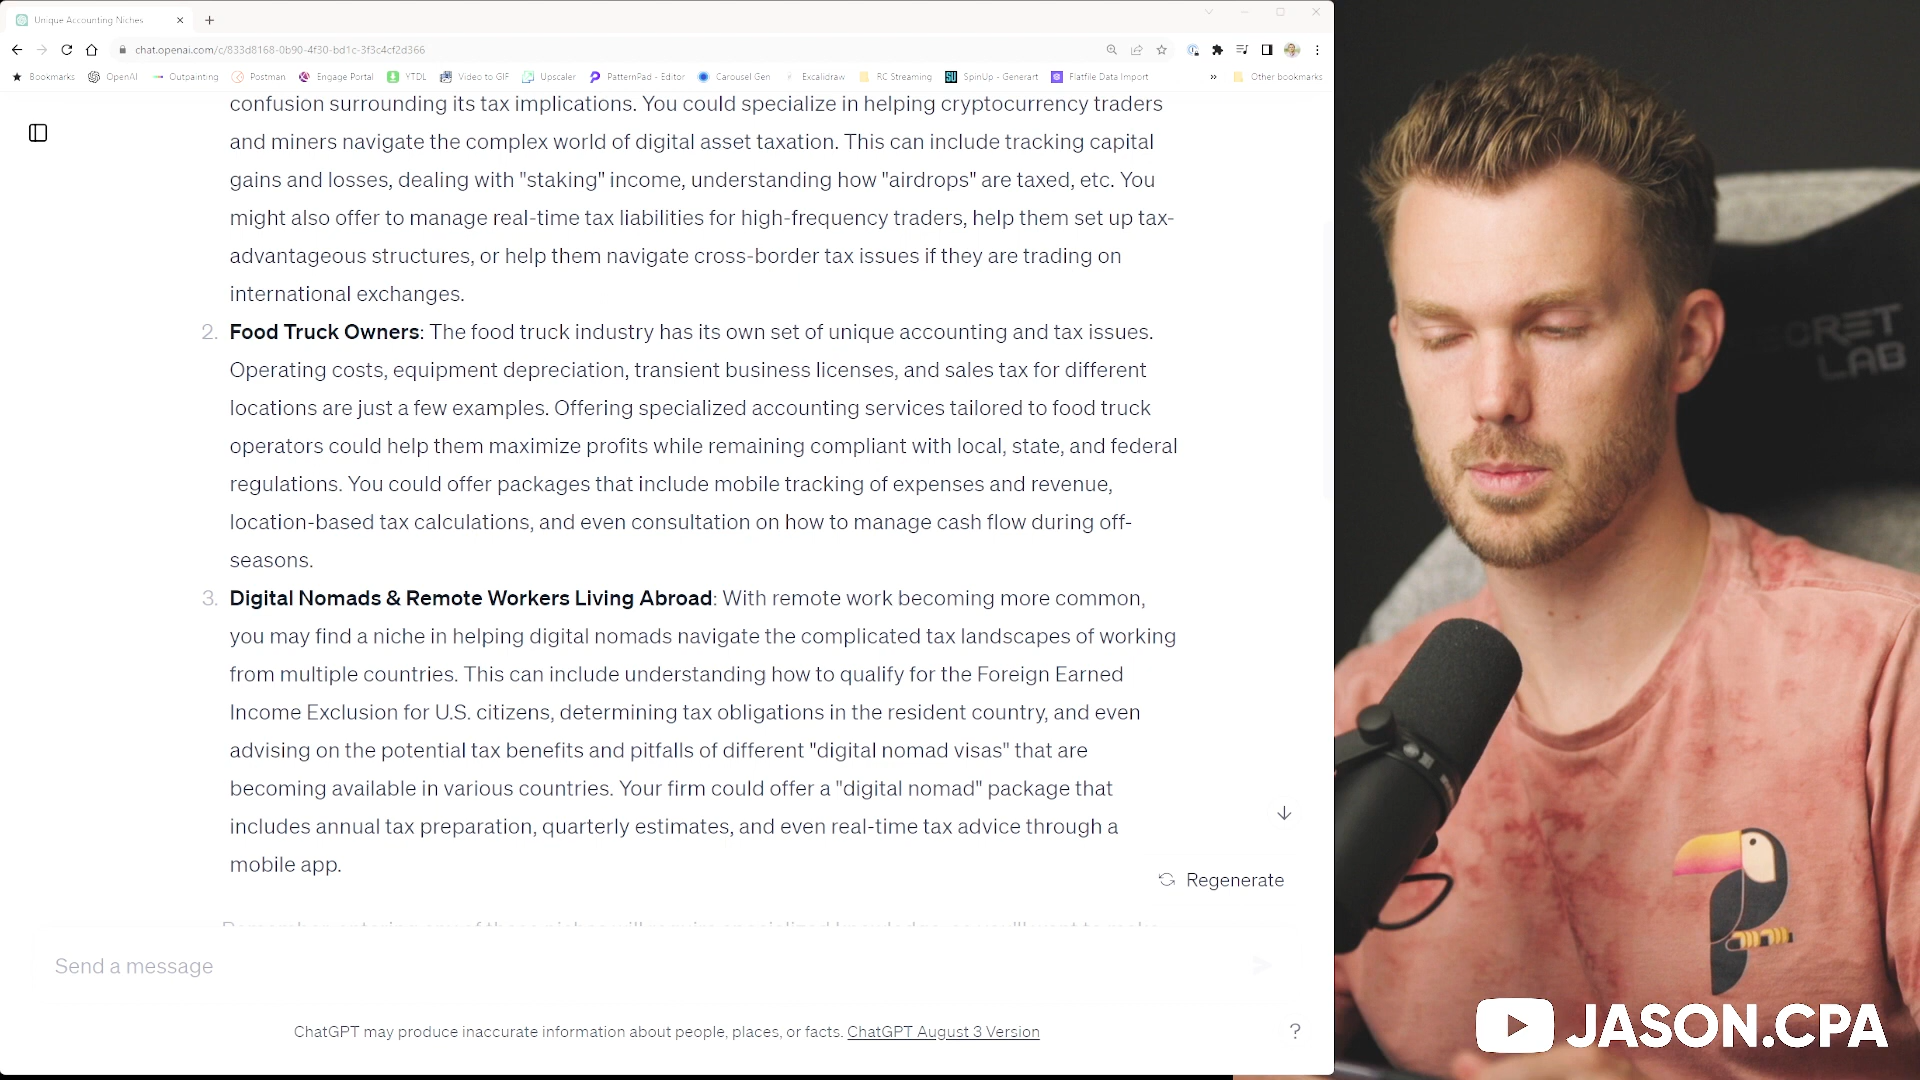 Unique Accounting Niches
chat.openai.com/c/833d8168-0b90-4f30-bd1c-3f3c4cf2d366
Bookmarks OpenAI Outpainting Postman Engage Portal YTDL Video to GIF Upscaler PatternPad - Editor Carousel Gen Excalidraw RC Streaming SpinUp - Generart Flatfile Data Import » Other bookmarks
confusion surrounding its tax implications. You could specialize in helping cryptocurrency traders
and miners navigate the complex world of digital asset taxation. This can include tracking capital
gains and losses, dealing with "staking" income, understanding how "airdrops" are taxed, etc. You
might also offer to manage real-time tax liabilities for high-frequency traders, help them set up tax-
advantageous structures, or help them navigate cross-border tax issues if they are trading on
international exchanges.
2. Food Truck Owners: The food truck industry has its own set of unique accounting and tax issues.
Operating costs, equipment depreciation, transient business licenses, and sales tax for different
locations are just a few examples. Offering specialized accounting services tailored to food truck
operators could help them maximize profits while remaining compliant with local, state, and federal
regulations. You could offer packages that include mobile tracking of expenses and revenue,
location-based tax calculations, and even consultation on how to manage cash flow during off-
seasons.
3. Digital Nomads & Remote Workers Living Abroad: With remote work becoming more common,
you may find a niche in helping digital nomads navigate the complicated tax landscapes of working
from multiple countries. This can include understanding how to qualify for the Foreign Earned
Income Exclusion for U.S. citizens, determining tax obligations in the resident country, and even
advising on the potential tax benefits and pitfalls of different "digital nomad visas" that are
becoming available in various countries. Your firm could offer a "digital nomad" package that
includes annual tax preparation, quarterly estimates, and even real-time tax advice through a
mobile app.
Regenerate
Send a message
ChatGPT may produce inaccurate information about people, places, or facts. ChatGPT August 3 Version
?
LAB
JASON.CPA